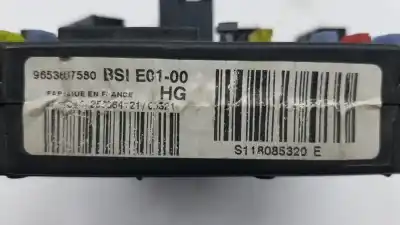 9653607580 BSI E01-00
FABRIQUE EN FRANCE HG
S118085320 E